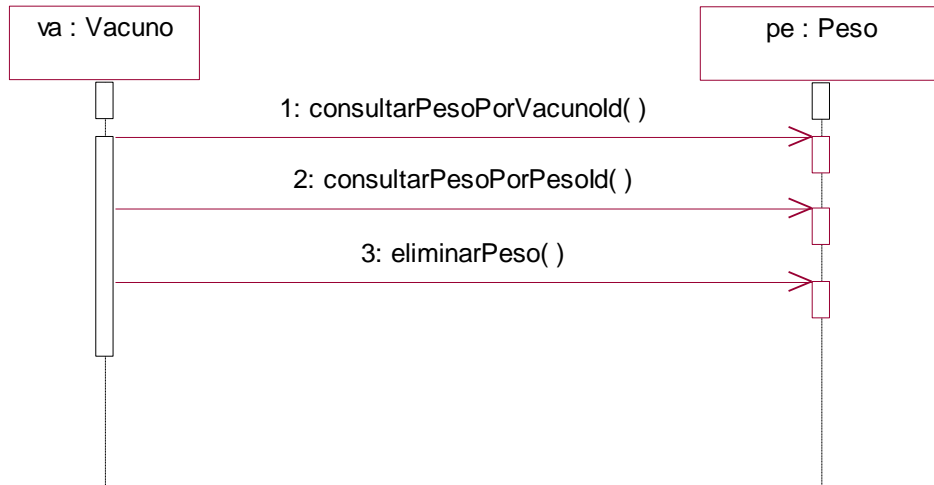 va : Vacuno
pe : Peso
1: consultarPesoPorVacunoId( )
2: consultarPesoPorPesoId( )
3: eliminarPeso( )